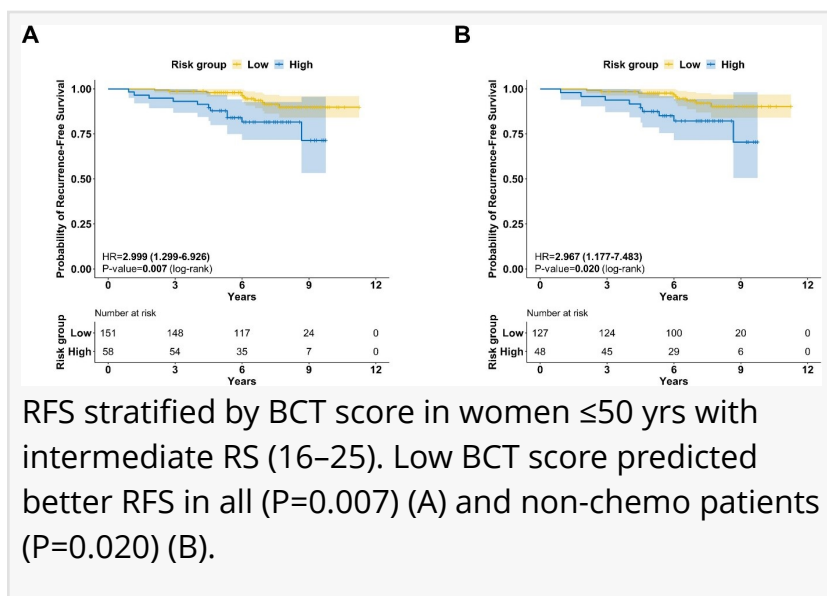 A
Risk group Low High
Probability of Recurrence-Free Survival
1.00
0.75
0.50
0.25
0.00
HR=2.999 (1.299-6.926)
P-value=0.007 (log-rank)
0 3 6 9 12
Years
Number at risk
Risk group
Low 151 148 117 24 0
High 58 54 35 7 0
0 3 6 9 12
Years
B
Risk group Low High
Probability of Recurrence-Free Survival
1.00
0.75
0.50
0.25
0.00
HR=2.967 (1.177-7.483)
P-value=0.020 (log-rank)
0 3 6 9 12
Years
Number at risk
Risk group
Low 127 124 100 20 0
High 48 45 29 6 0
0 3 6 9 12
Years
RFS stratified by BCT score in women ≤50 yrs with
intermediate RS (16–25). Low BCT score predicted
better RFS in all (P=0.007) (A) and non-chemo patients
(P=0.020) (B).